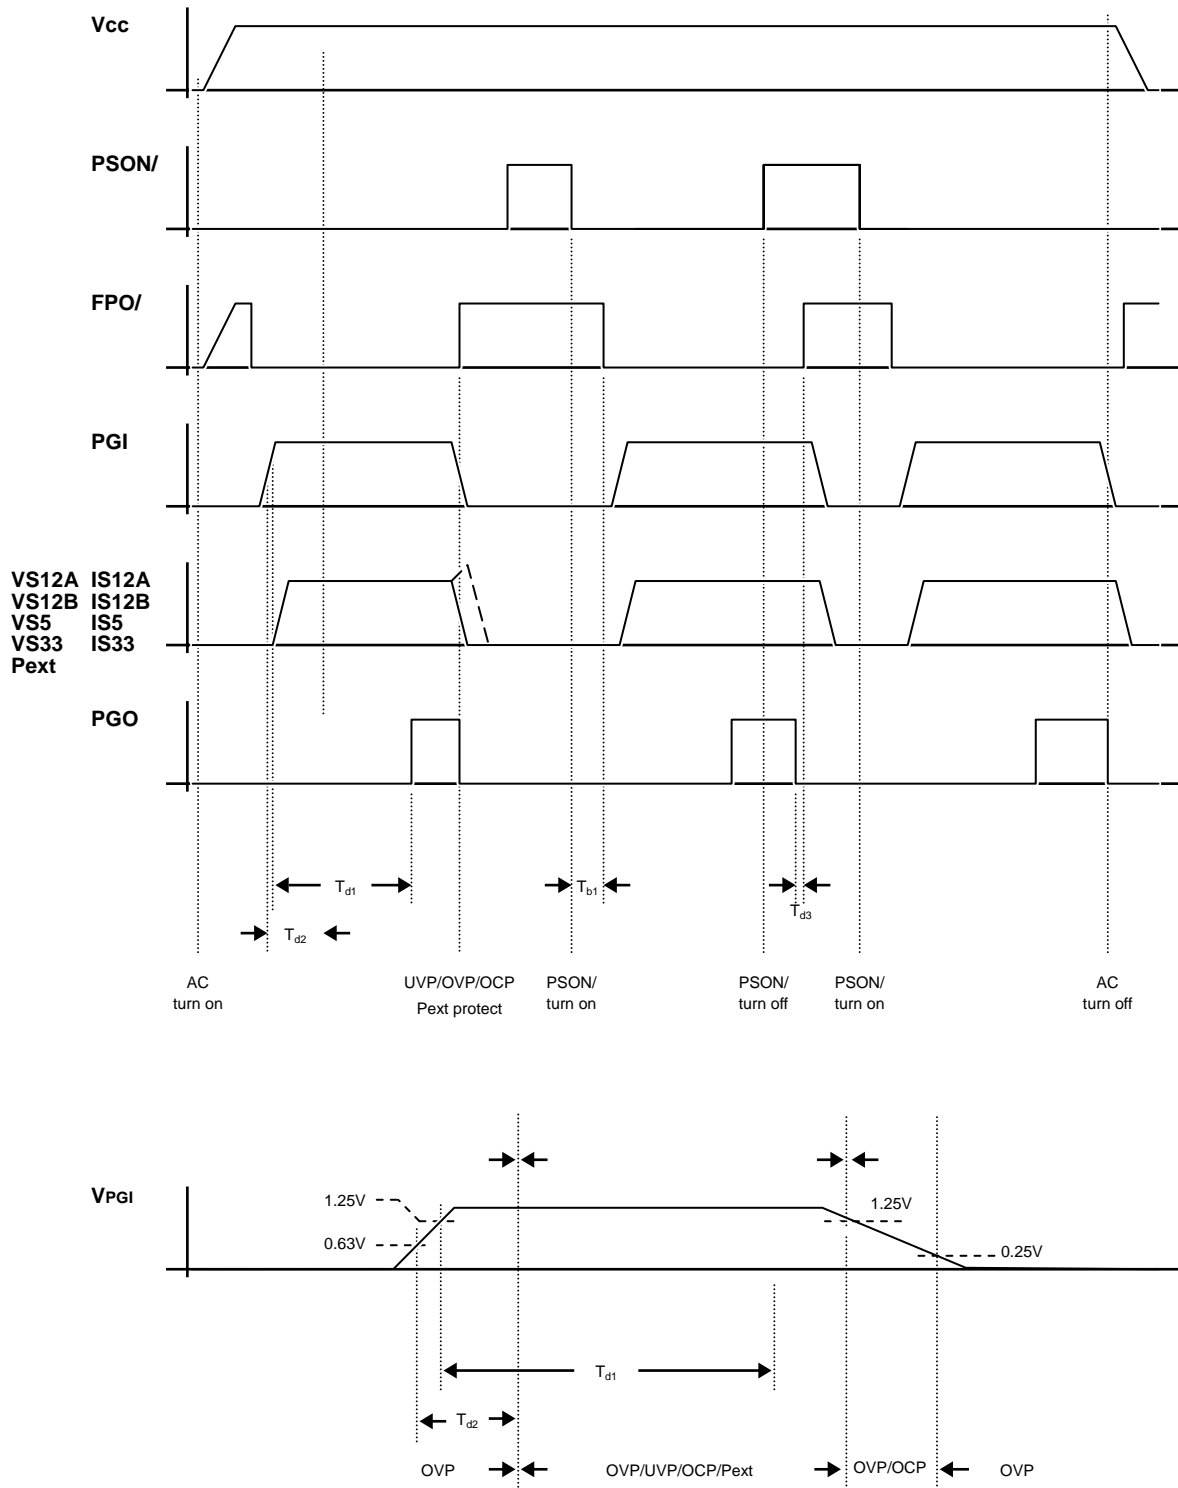 Vcc
PSON/
FPO/
PGI
VS12A IS12A
VS12B IS12B
VS5 IS5
VS33 IS33
Pext
PGO
Td1
Tb1
Td3
Td2
AC
turn on
UVP/OVP/OCP
Pext protect
PSON/
turn on
PSON/
turn off
PSON/
turn on
AC
turn off
VPGI
1.25V
0.63V
1.25V
0.25V
Td1
Td2
OVP
OVP/UVP/OCP/Pext
OVP/OCP
OVP